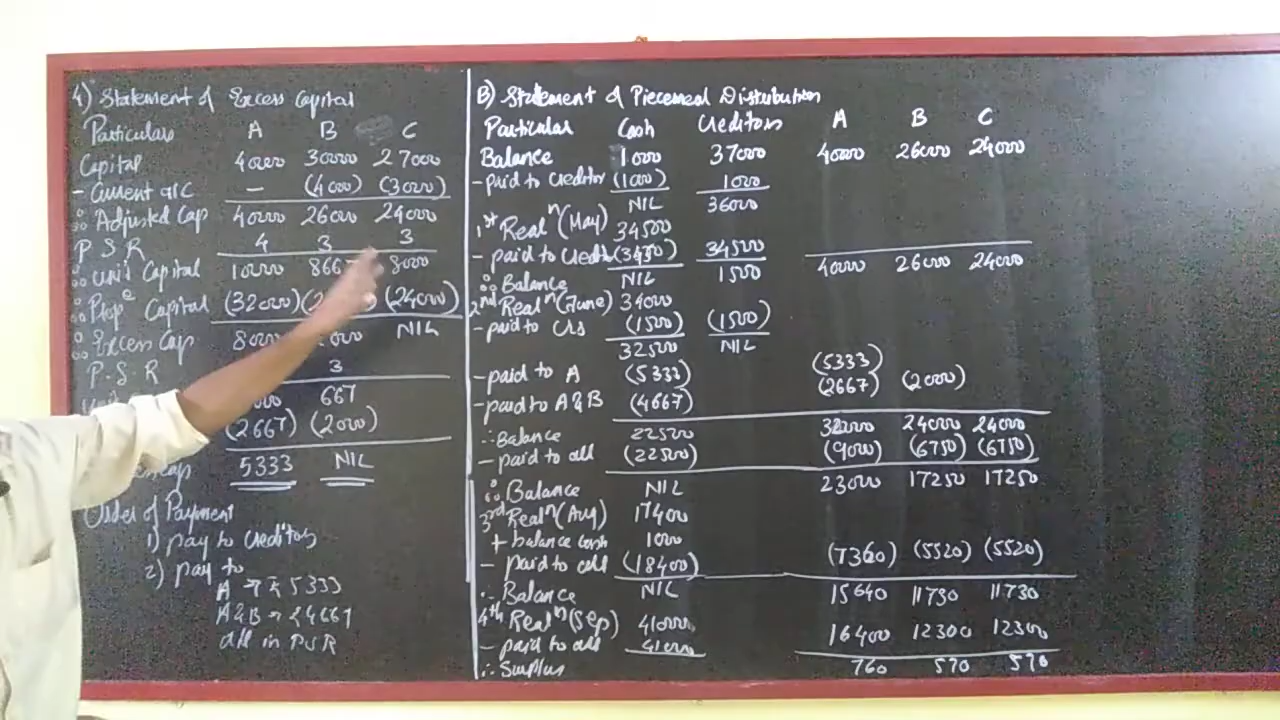 A) Statement of Excess Capital
Particulars A B C
Capital 40000 30000 27000
- Current a/c — (4000) (3000)
∴ Adjusted Cap 40000 26000 24000
P S R 4 3 3
∴ Unit Capital 10000 8667 8000
∴ Prop^e Capital (32000) (24000)
∴ Excess Cap 8000 NIL
P.S.R 3
667
(2667) (2000)
5333 NIL
Order of Payment
1) pay to creditors
2) pay to
A → ₹ 5333
A & B → ₹ 4667
all in PSR
B) Statement of Piecemeal Distribution
Particular Cash Creditors A B C
Balance 1000 37000 40000 26000 24000
- paid to creditor (1000) 1000
NIL 36000
1st Real^n (May) 34500
- paid to Credit 34500
∴ Balance NIL 1500 40000 26000 24000
2nd Real^n (June) 34000
- paid to Crs (1500) (1500)
32500 NIL
- paid to A (5333) (5333)
- paid to A&B (4667) (2667) (2000)
∴ Balance 22500 32000 24000 24000
- paid to all (22500) (9000) (6750) (6750)
∴ Balance NIL 23000 17250 17250
3rd Real^n (Aug) 17400
+ balance cash 1000
- paid to all (18400) (7360) (5520) (5520)
∴ Balance NIL 15640 11730 11730
4th Real^n (Sep) 41000
- paid to all 41000 16400 12300 12300
∴ Surplus 760 570 570